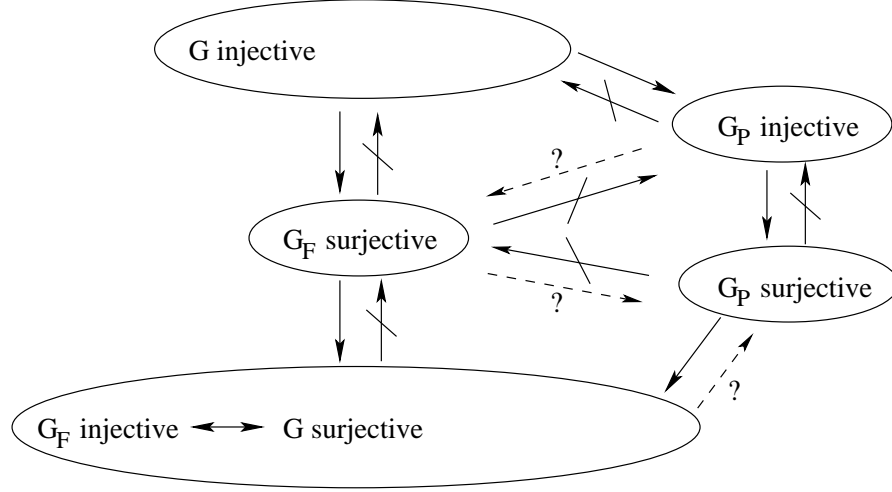 G injective
G_P injective
?
G_F surjective
G_P surjective
?
?
G_F injective
G surjective